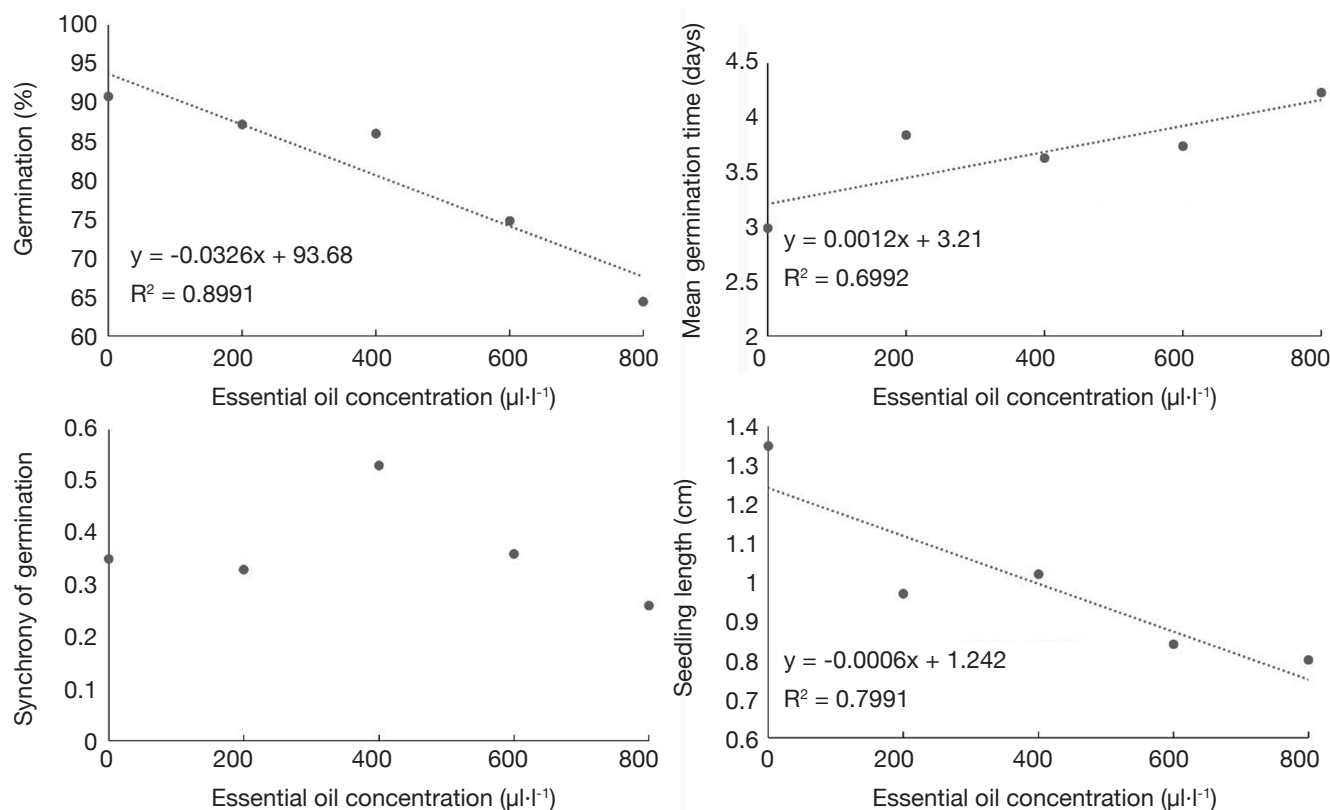 Germination (%)
100
95
90
85
80
75
70
65
60
y = -0.0326x + 93.68
R² = 0.8991
0 200 400 600 800
Essential oil concentration (µl·l⁻¹)
Mean germination time (days)
4.5
4
3.5
3
2.5
2
y = 0.0012x + 3.21
R² = 0.6992
0 200 400 600 800
Essential oil concentration (µl·l⁻¹)
Synchrony of germination
0.6
0.5
0.4
0.3
0.2
0.1
0
0 200 400 600 800
Essential oil concentration (µl·l⁻¹)
Seedling length (cm)
1.4
1.3
1.2
1.1
1
0.9
0.8
0.7
0.6
y = -0.0006x + 1.242
R² = 0.7991
0 200 400 600 800
Essential oil concentration (µl·l⁻¹)